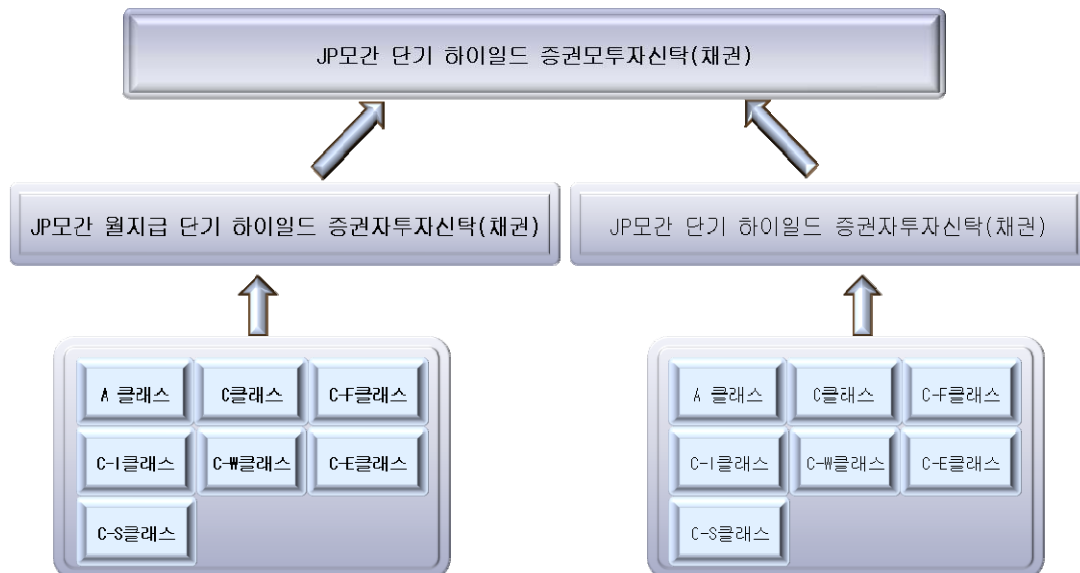 JP모간 단기 하이일드 증권모투자신탁(채권)
JP모간 월지급 단기 하이일드 증권자투자신탁(채권)
JP모간 단기 하이일드 증권자투자신탁(채권)
A 클래스
C클래스
C-F클래스
C-I클래스
C-W클래스
C-E클래스
C-S클래스
A 클래스
C클래스
C-F클래스
C-I클래스
C-W클래스
C-E클래스
C-S클래스